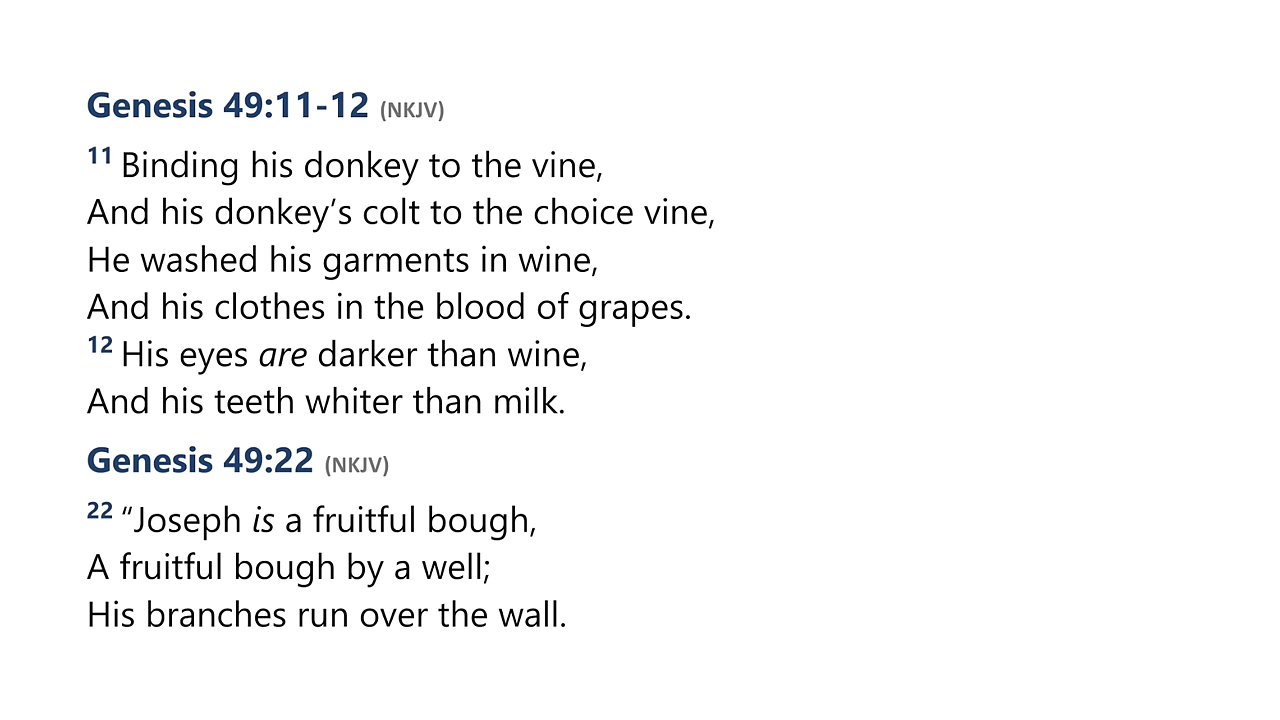 Genesis 49:11-12 (NKJV)
11 Binding his donkey to the vine,
And his donkey’s colt to the choice vine,
He washed his garments in wine,
And his clothes in the blood of grapes.
12 His eyes are darker than wine,
And his teeth whiter than milk.
Genesis 49:22 (NKJV)
22 “Joseph is a fruitful bough,
A fruitful bough by a well;
His branches run over the wall.